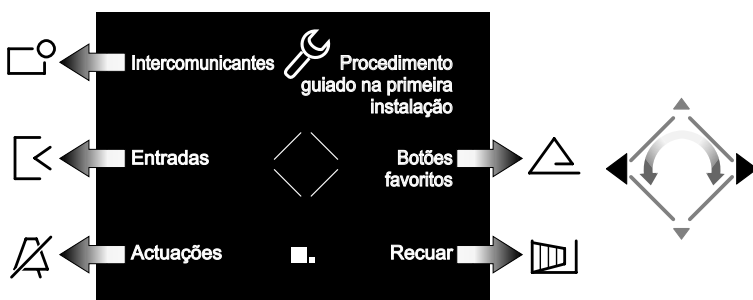 Intercomunicantes
Procedimento
guiado na primeira
instalação
Entradas
Botões
favoritos
Actuações
Recuar